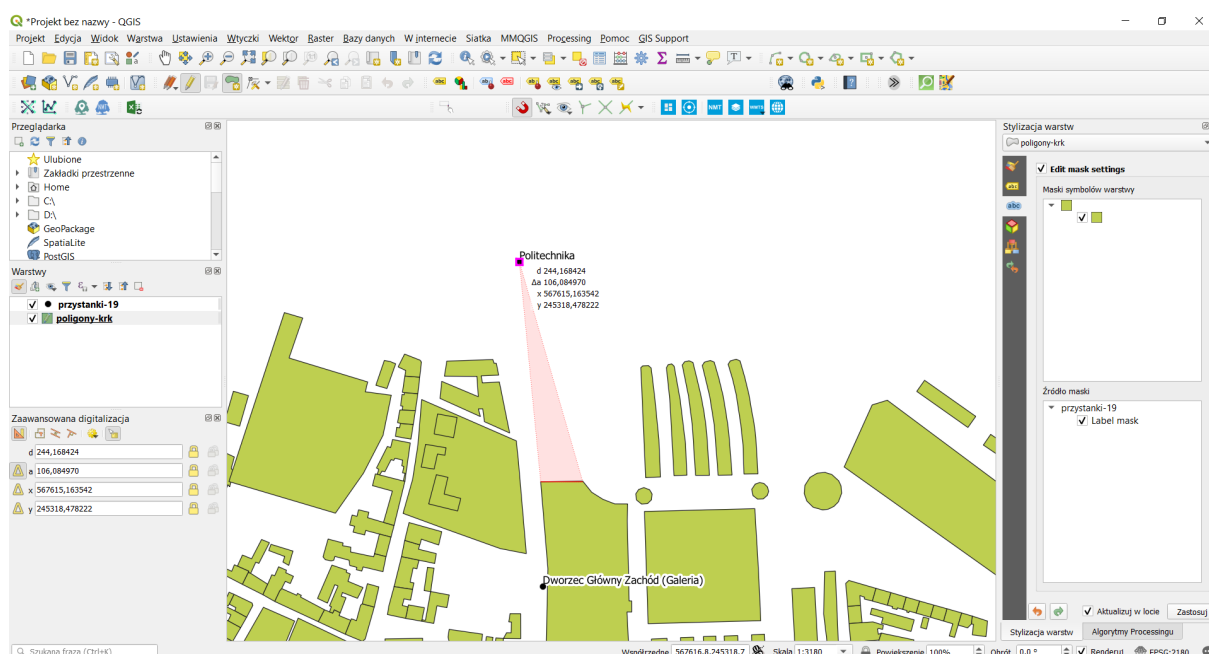 *Projekt bez nazwy - QGIS
Projekt Edycja Widok Warstwa Ustawienia Wtyczki Wektor Raster Bazy danych W internecie Siatka MMQGIS Processing Pomoc GIS Support
Przeglądarka
Ulubione
Zakładki przestrzenne
Home
C:\
D:\
GeoPackage
SpatiaLite
PostGIS
Warstwy
przystanki-19
poligony-krk
Zaawansowana digitalizacja
d 244,168424
a 106,084970
x 567615,163542
y 245318,478222
Politechnika
d 244,168424
Δa 106,084970
x 567615,163542
y 245318,478222
Dworzec Główny Zachód (Galeria)
Stylizacja warstw
poligony-krk
Edit mask settings
Maski symbolów warstwy
Źródło maski
przystanki-19
Label mask
Aktualizuj w locie Zastosuj
Stylizacja warstw Algorytmy Processingu
Szukana fraza (Ctrl+K) Współrzędne 567616,8,245318,7 Skala 1:3180 Powiększenie 100% Obrót 0,0 ° Renderuj EPSG:2180